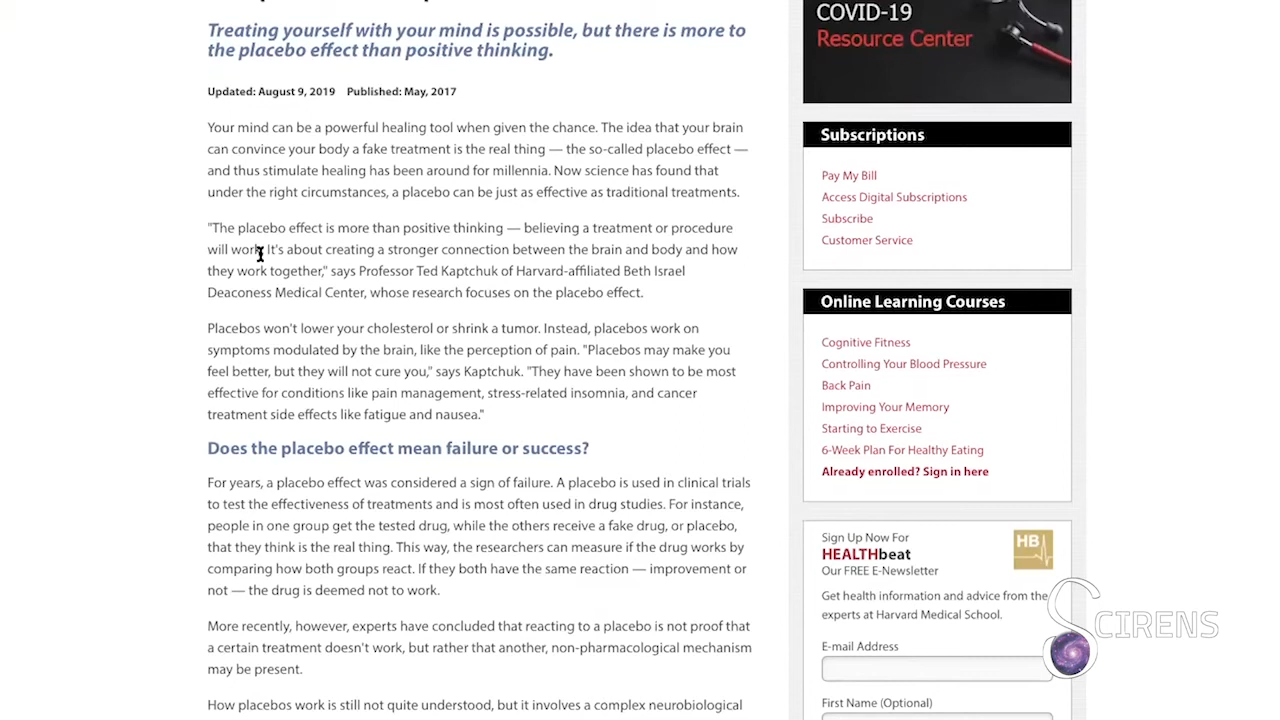 Treating yourself with your mind is possible, but there is more to
the placebo effect than positive thinking.
Updated: August 9, 2019 Published: May, 2017
Your mind can be a powerful healing tool when given the chance. The idea that your brain
can convince your body a fake treatment is the real thing — the so-called placebo effect —
and thus stimulate healing has been around for millennia. Now science has found that
under the right circumstances, a placebo can be just as effective as traditional treatments.
"The placebo effect is more than positive thinking — believing a treatment or procedure
will work. It's about creating a stronger connection between the brain and body and how
they work together," says Professor Ted Kaptchuk of Harvard-affiliated Beth Israel
Deaconess Medical Center, whose research focuses on the placebo effect.
Placebos won't lower your cholesterol or shrink a tumor. Instead, placebos work on
symptoms modulated by the brain, like the perception of pain. "Placebos may make you
feel better, but they will not cure you," says Kaptchuk. "They have been shown to be most
effective for conditions like pain management, stress-related insomnia, and cancer
treatment side effects like fatigue and nausea."
Does the placebo effect mean failure or success?
For years, a placebo effect was considered a sign of failure. A placebo is used in clinical trials
to test the effectiveness of treatments and is most often used in drug studies. For instance,
people in one group get the tested drug, while the others receive a fake drug, or placebo,
that they think is the real thing. This way, the researchers can measure if the drug works by
comparing how both groups react. If they both have the same reaction — improvement or
not — the drug is deemed not to work.
More recently, however, experts have concluded that reacting to a placebo is not proof that
a certain treatment doesn't work, but rather that another, non-pharmacological mechanism
may be present.
How placebos work is still not quite understood, but it involves a complex neurobiological
COVID-19
Resource Center
Subscriptions
Pay My Bill
Access Digital Subscriptions
Subscribe
Customer Service
Online Learning Courses
Cognitive Fitness
Controlling Your Blood Pressure
Back Pain
Improving Your Memory
Starting to Exercise
6-Week Plan For Healthy Eating
Already enrolled? Sign in here
Sign Up Now For
HEALTHbeat
Our FREE E-Newsletter
HB
Get health information and advice from the
experts at Harvard Medical School.
E-mail Address
First Name (Optional)
SCIRENS